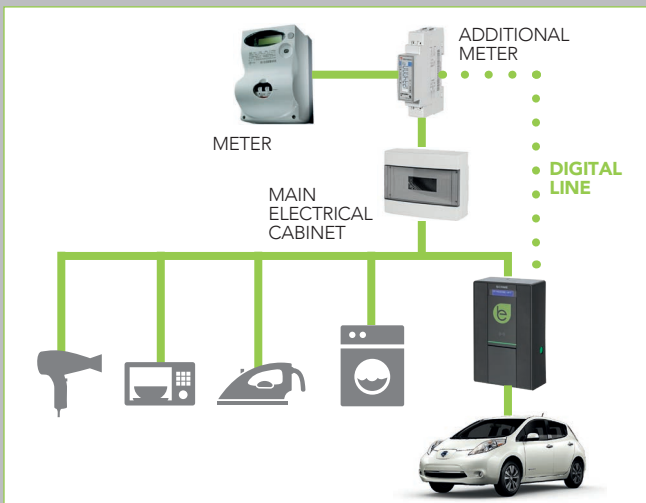 ADDITIONAL
METER
METER
DIGITAL
LINE
MAIN
ELECTRICAL
CABINET